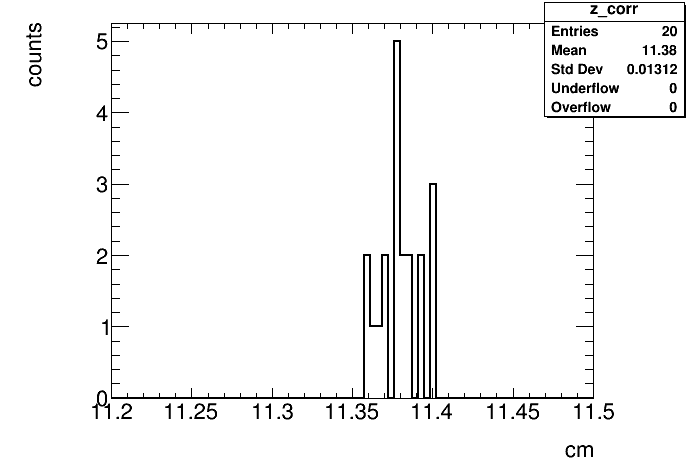 z_corr
Entries 20
Mean 11.38
Std Dev 0.01312
Underflow 0
Overflow 0
counts
5
4
3
2
1
0
11.2 11.25 11.3 11.35 11.4 11.45 11.5
cm